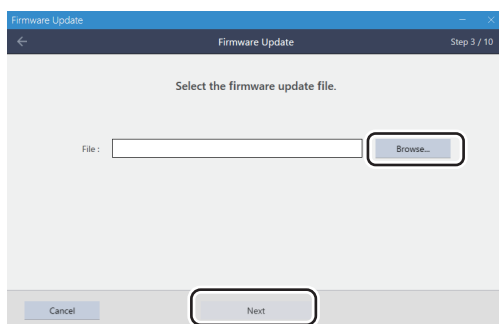 Firmware Update
Firmware Update Step 3 / 10
Select the firmware update file.
File : Browse...
Cancel Next